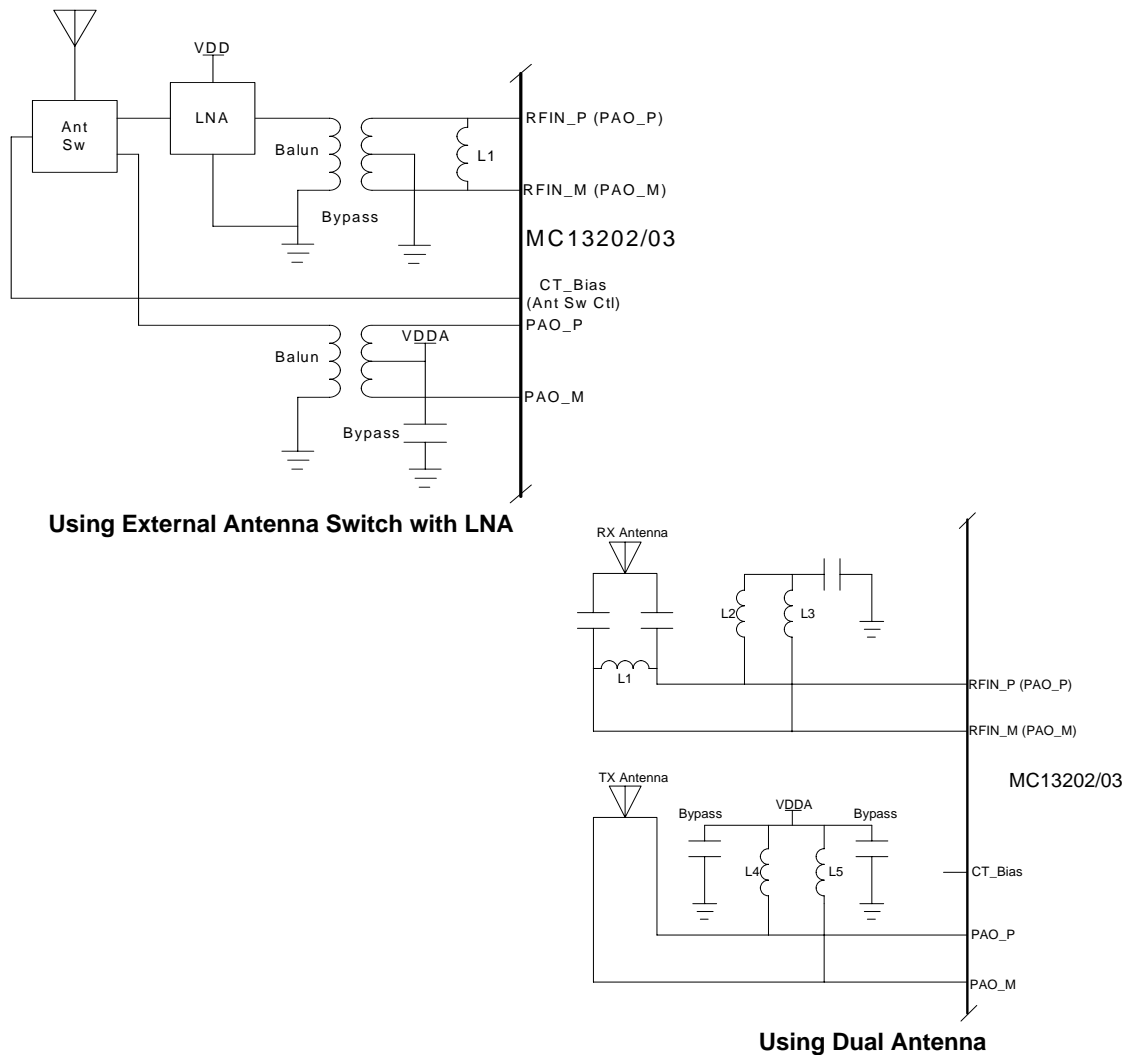 VDD
Ant
Sw
LNA
Balun
L1
Bypass
RFIN_P (PAO_P)
RFIN_M (PAO_M)
MC13202/03
CT_Bias
(Ant Sw Ctl)
PAO_P
VDDA
Balun
PAO_M
Bypass
Using External Antenna Switch with LNA
RX Antenna
L2
L3
L1
RFIN_P (PAO_P)
RFIN_M (PAO_M)
MC13202/03
TX Antenna
Bypass
VDDA
Bypass
L4
L5
CT_Bias
PAO_P
PAO_M
Using Dual Antenna